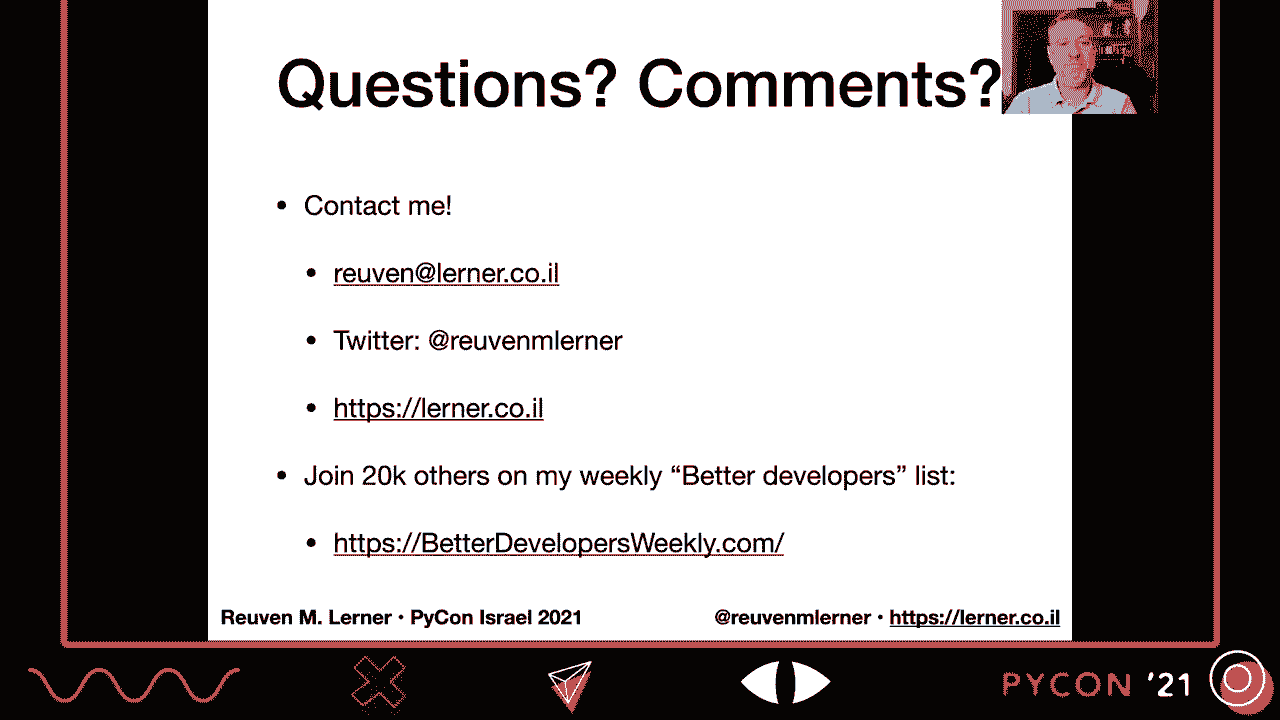 Questions? Comments?
• Contact me!
• reuven@lerner.co.il
• Twitter: @reuvenmlerner
• https://lerner.co.il
• Join 20k others on my weekly “Better developers” list:
• https://BetterDevelopersWeekly.com/
Reuven M. Lerner • PyCon Israel 2021
@reuvenmlerner • https://lerner.co.il
PYCON ’21